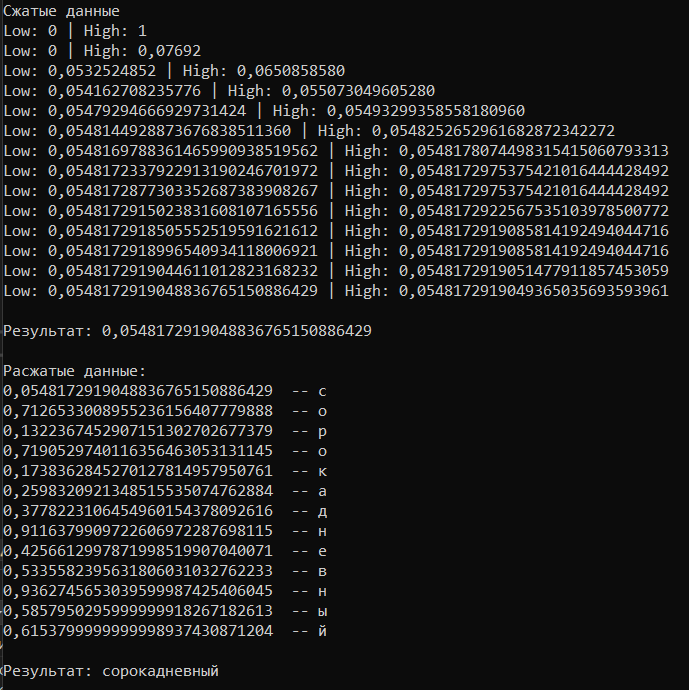 Сжатые данные
Low: 0 | High: 1
Low: 0 | High: 0,07692
Low: 0,0532524852 | High: 0,0650858580
Low: 0,054162708235776 | High: 0,055073049605280
Low: 0,05479294666929731424 | High: 0,05493299358558180960
Low: 0,0548144928873676838511360 | High: 0,0548252652961682872342272
Low: 0,0548169788361465990938519562 | High: 0,0548178074498315415060793313
Low: 0,0548172337922913190246701972 | High: 0,0548172975375421016444428492
Low: 0,0548172877303352687383908267 | High: 0,0548172975375421016444428492
Low: 0,0548172915023831608107165556 | High: 0,0548172922567535103978500772
Low: 0,0548172918505552519591621612 | High: 0,0548172919085814192494044716
Low: 0,0548172918996540934118006921 | High: 0,0548172919085814192494044716
Low: 0,0548172919044611012823168232 | High: 0,0548172919051477911857453059
Low: 0,0548172919048836765150886429 | High: 0,0548172919049365035693593961
Результат: 0,0548172919048836765150886429
Расжатые данные:
0,0548172919048836765150886429 -- с
0,7126533008955236156407779888 -- о
0,1322367452907151302702677379 -- р
0,7190529740116356463053131145 -- о
0,1738362845270127814957950761 -- к
0,2598320921348515535074762884 -- а
0,3778223106454960154378092616 -- д
0,9116379909722606972287698115 -- н
0,4256612997871998519907040071 -- е
0,5335582395631806031032762233 -- в
0,9362745653039599987425406045 -- н
0,5857950295999999918267182613 -- ы
0,6153799999999998937430871204 -- й
Результат: сорокадневный